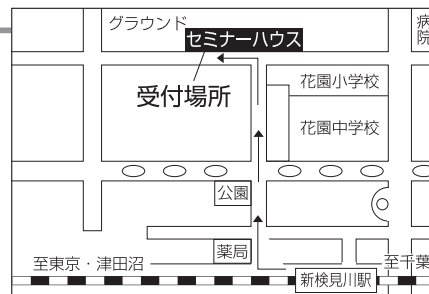 グラウンド
病院
セミナーハウス
受付場所
花園小学校
花園中学校
公園
薬局
至東京・津田沼
至千葉
新検見川駅